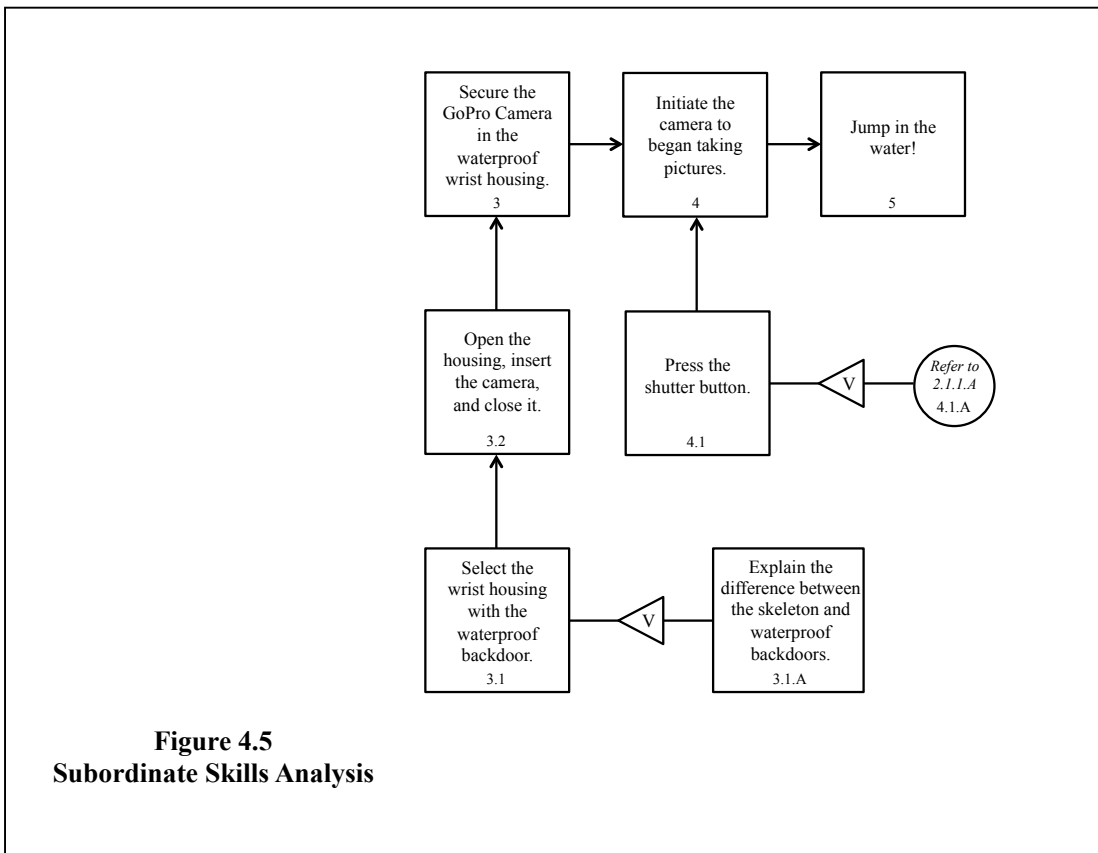 Secure the
GoPro Camera
in the
waterproof
wrist housing.
3
Initiate the
camera to
began taking
pictures.
4
Jump in the
water!
5
Open the
housing, insert
the camera,
and close it.
3.2
Press the
shutter button.
4.1
V
Refer to
2.1.1.A
4.1.A
Select the
wrist housing
with the
waterproof
backdoor.
3.1
V
Explain the
difference between
the skeleton and
waterproof
backdoors.
3.1.A
Figure 4.5
Subordinate Skills Analysis